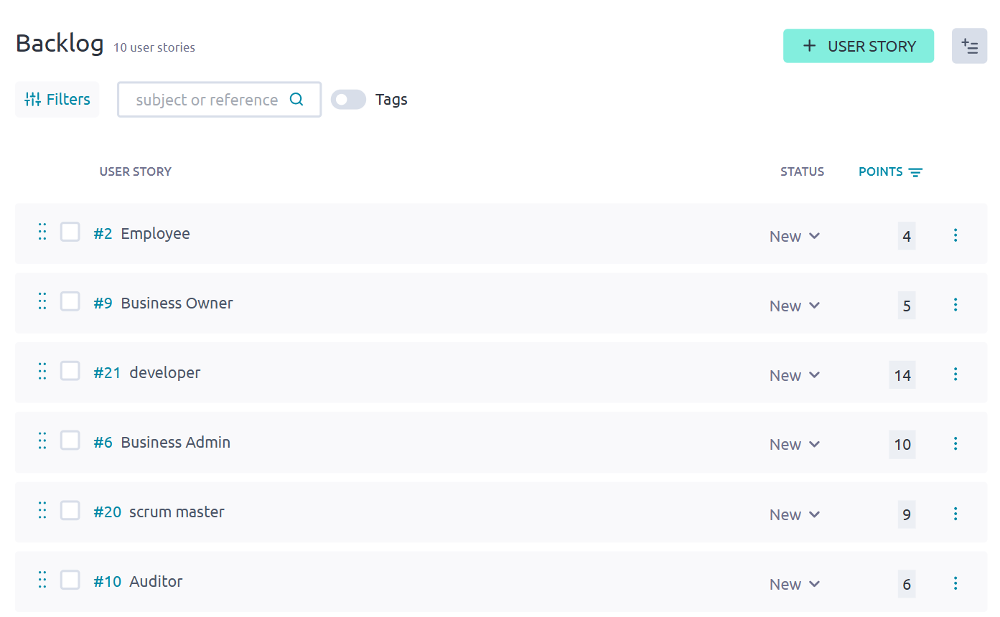 Backlog 10 user stories
+ USER STORY
Filters
subject or reference
Tags
USER STORY STATUS POINTS
#2 Employee New 4
#9 Business Owner New 5
#21 developer New 14
#6 Business Admin New 10
#20 scrum master New 9
#10 Auditor New 6